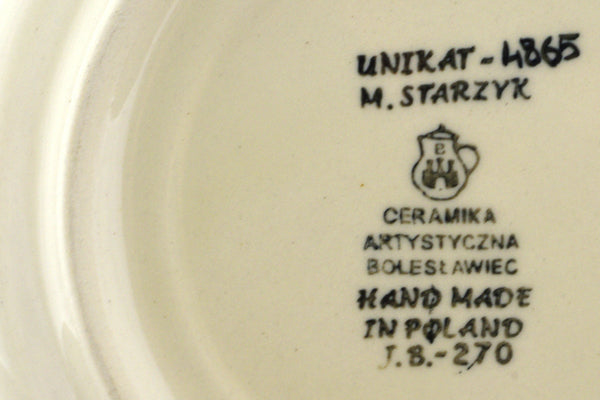 UNIKAT - 4865
M. STARZYK
B
CERAMIKA
ARTYSTYCZNA
BOLESŁAWIEC
HAND MADE
IN POLAND
J.B.-270